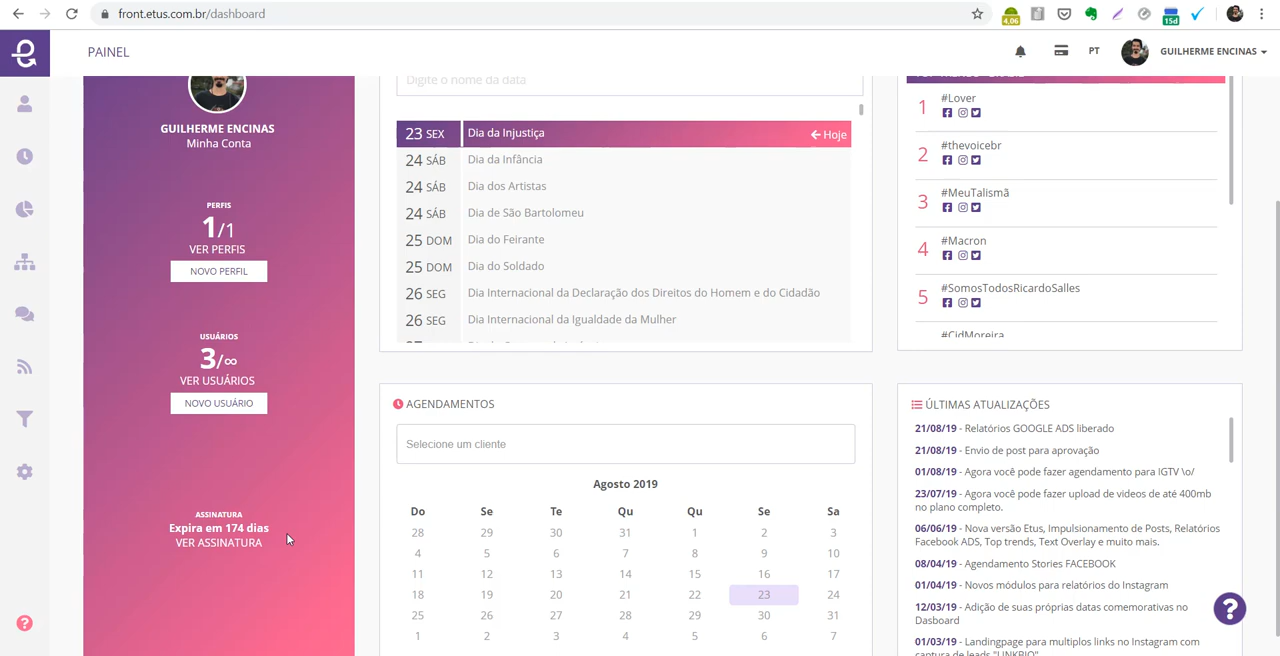 front.etus.com.br/dashboard
4,06
15d
PAINEL
PT
GUILHERME ENCINAS
GUILHERME ENCINAS
Minha Conta
PERFIS
1/1
VER PERFIS
NOVO PERFIL
USUÁRIOS
3/∞
VER USUÁRIOS
NOVO USUÁRIO
ASSINATURA
Expira em 174 dias
VER ASSINATURA
Digite o nome da data
23 SEX Dia da Injustiça Hoje
24 SÁB Dia da Infância
24 SÁB Dia dos Artistas
24 SÁB Dia de São Bartolomeu
25 DOM Dia do Feirante
25 DOM Dia do Soldado
26 SEG Dia Internacional da Declaração dos Direitos do Homem e do Cidadão
26 SEG Dia Internacional da Igualdade da Mulher
1 #Lover
2 #thevoicebr
3 #MeuTalismã
4 #Macron
5 #SomosTodosRicardoSalles
#CidMoreira
AGENDAMENTOS
Selecione um cliente
Agosto 2019
Do Se Te Qu Qu Se Sa
28 29 30 31 1 2 3
4 5 6 7 8 9 10
11 12 13 14 15 16 17
18 19 20 21 22 23 24
25 26 27 28 29 30 31
1 2 3 4 5 6 7
ÚLTIMAS ATUALIZAÇÕES
21/08/19 - Relatórios GOOGLE ADS liberado
21/08/19 - Envio de post para aprovação
01/08/19 - Agora você pode fazer agendamento para IGTV \o/
23/07/19 - Agora você pode fazer upload de videos de até 400mb
no plano completo.
06/06/19 - Nova versão Etus, Impulsionamento de Posts, Relatórios
Facebook ADS, Top trends, Text Overlay e muito mais.
08/04/19 - Agendamento Stories FACEBOOK
01/04/19 - Novos módulos para relatórios do Instagram
12/03/19 - Adição de suas próprias datas comemorativas no
Dasboard
01/03/19 - Landingpage para multiplos links no Instagram com
captura de leads "LINKBIO"